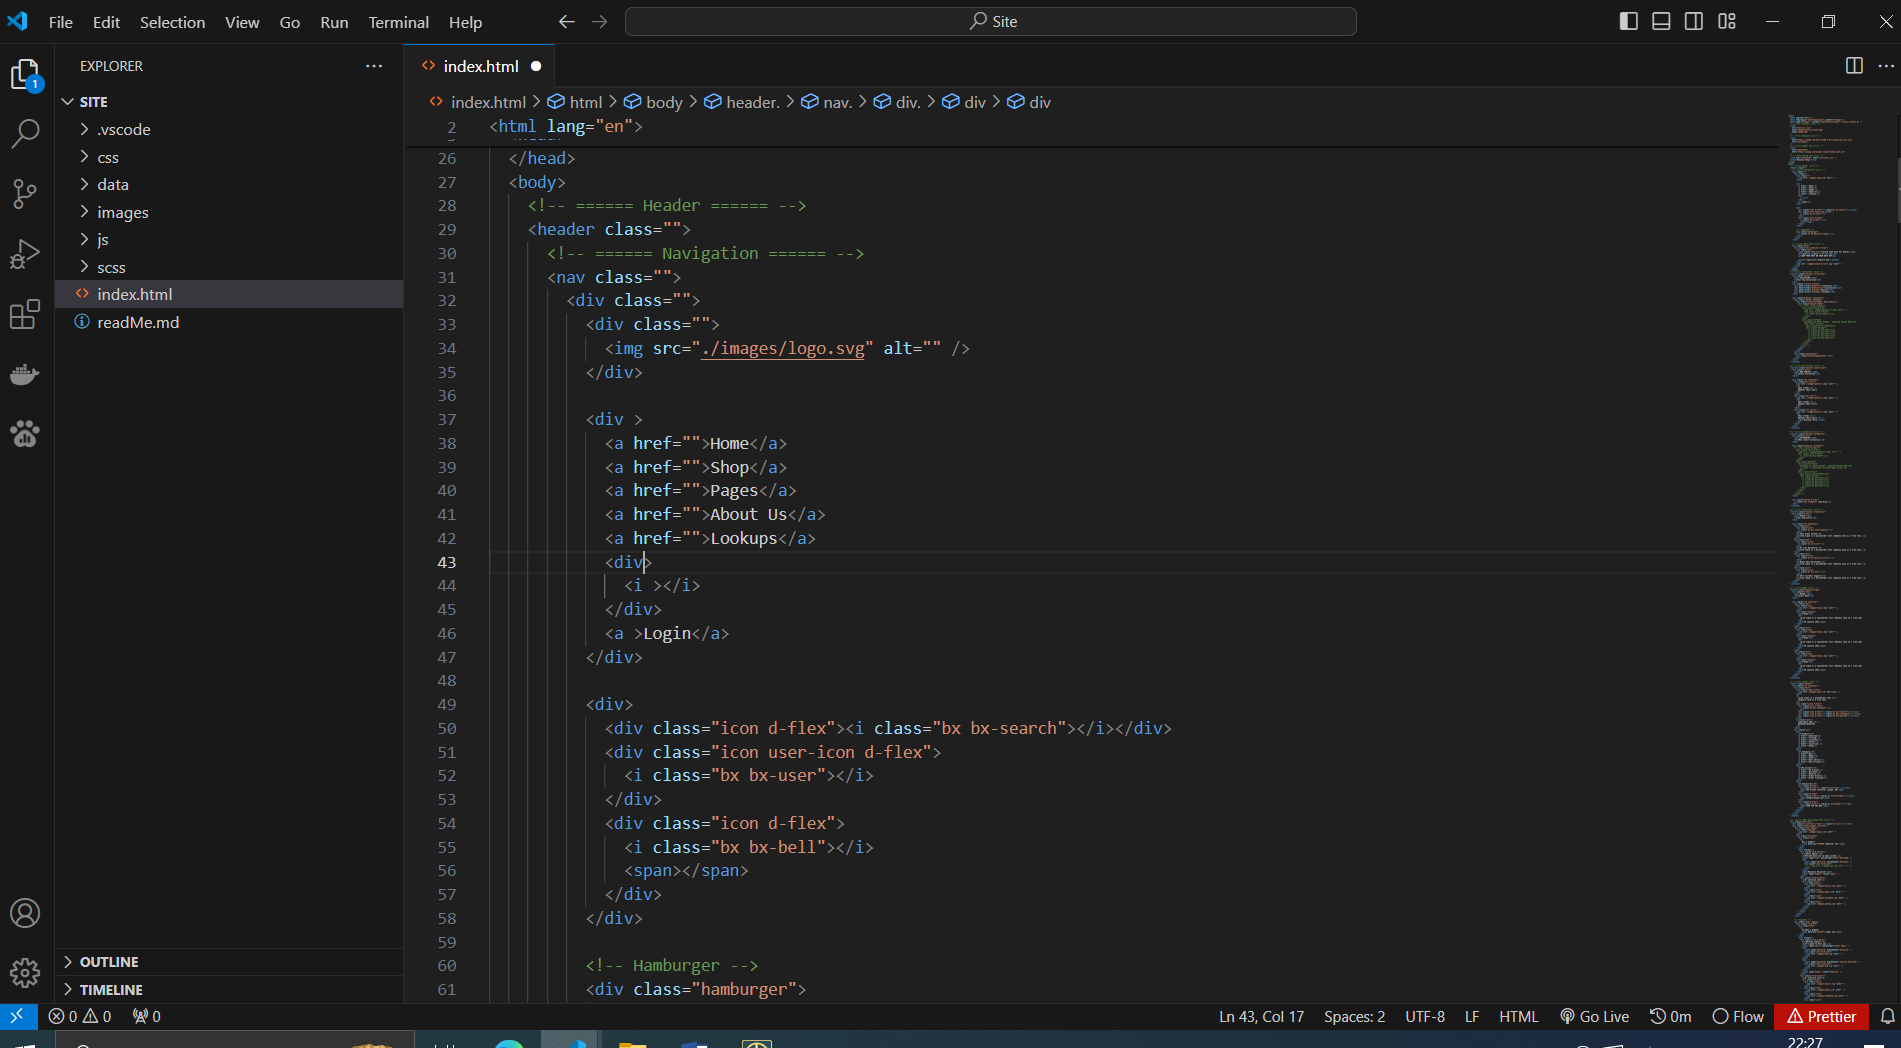 File Edit Selection View Go Run Terminal Help
Site
EXPLORER
1
SITE
.vscode
css
data
images
js
scss
index.html
readMe.md
OUTLINE
TIMELINE
index.html
index.html > html > body > header. > nav. > div. > div > div
2 <html lang="en">
26 </head>
27 <body>
28 <!-- ====== Header ====== -->
29 <header class="">
30 <!-- ====== Navigation ====== -->
31 <nav class="">
32 <div class="">
33 <div class="">
34 <img src="./images/logo.svg" alt="" />
35 </div>
36
37 <div >
38 <a href="">Home</a>
39 <a href="">Shop</a>
40 <a href="">Pages</a>
41 <a href="">About Us</a>
42 <a href="">Lookups</a>
43 <div>
44 <i ></i>
45 </div>
46 <a >Login</a>
47 </div>
48
49 <div>
50 <div class="icon d-flex"><i class="bx bx-search"></i></div>
51 <div class="icon user-icon d-flex">
52 <i class="bx bx-user"></i>
53 </div>
54 <div class="icon d-flex">
55 <i class="bx bx-bell"></i>
56 <span></span>
57 </div>
58 </div>
59
60 <!-- Hamburger -->
61 <div class="hamburger">
0 0 0
Ln 43, Col 17 Spaces: 2 UTF-8 LF HTML Go Live 0m Flow Prettier
22:27